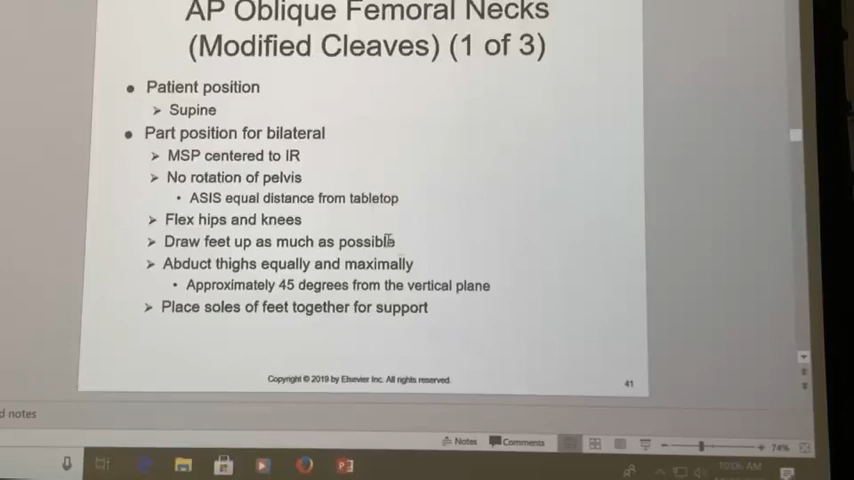 AP Oblique Femoral Necks
(Modified Cleaves) (1 of 3)
● Patient position
➢ Supine
● Part position for bilateral
➢ MSP centered to IR
➢ No rotation of pelvis
• ASIS equal distance from tabletop
➢ Flex hips and knees
➢ Draw feet up as much as possible
➢ Abduct thighs equally and maximally
• Approximately 45 degrees from the vertical plane
➢ Place soles of feet together for support
Copyright © 2019 by Elsevier Inc. All rights reserved.
41
d notes
Notes
Comments
74%
10:06 AM